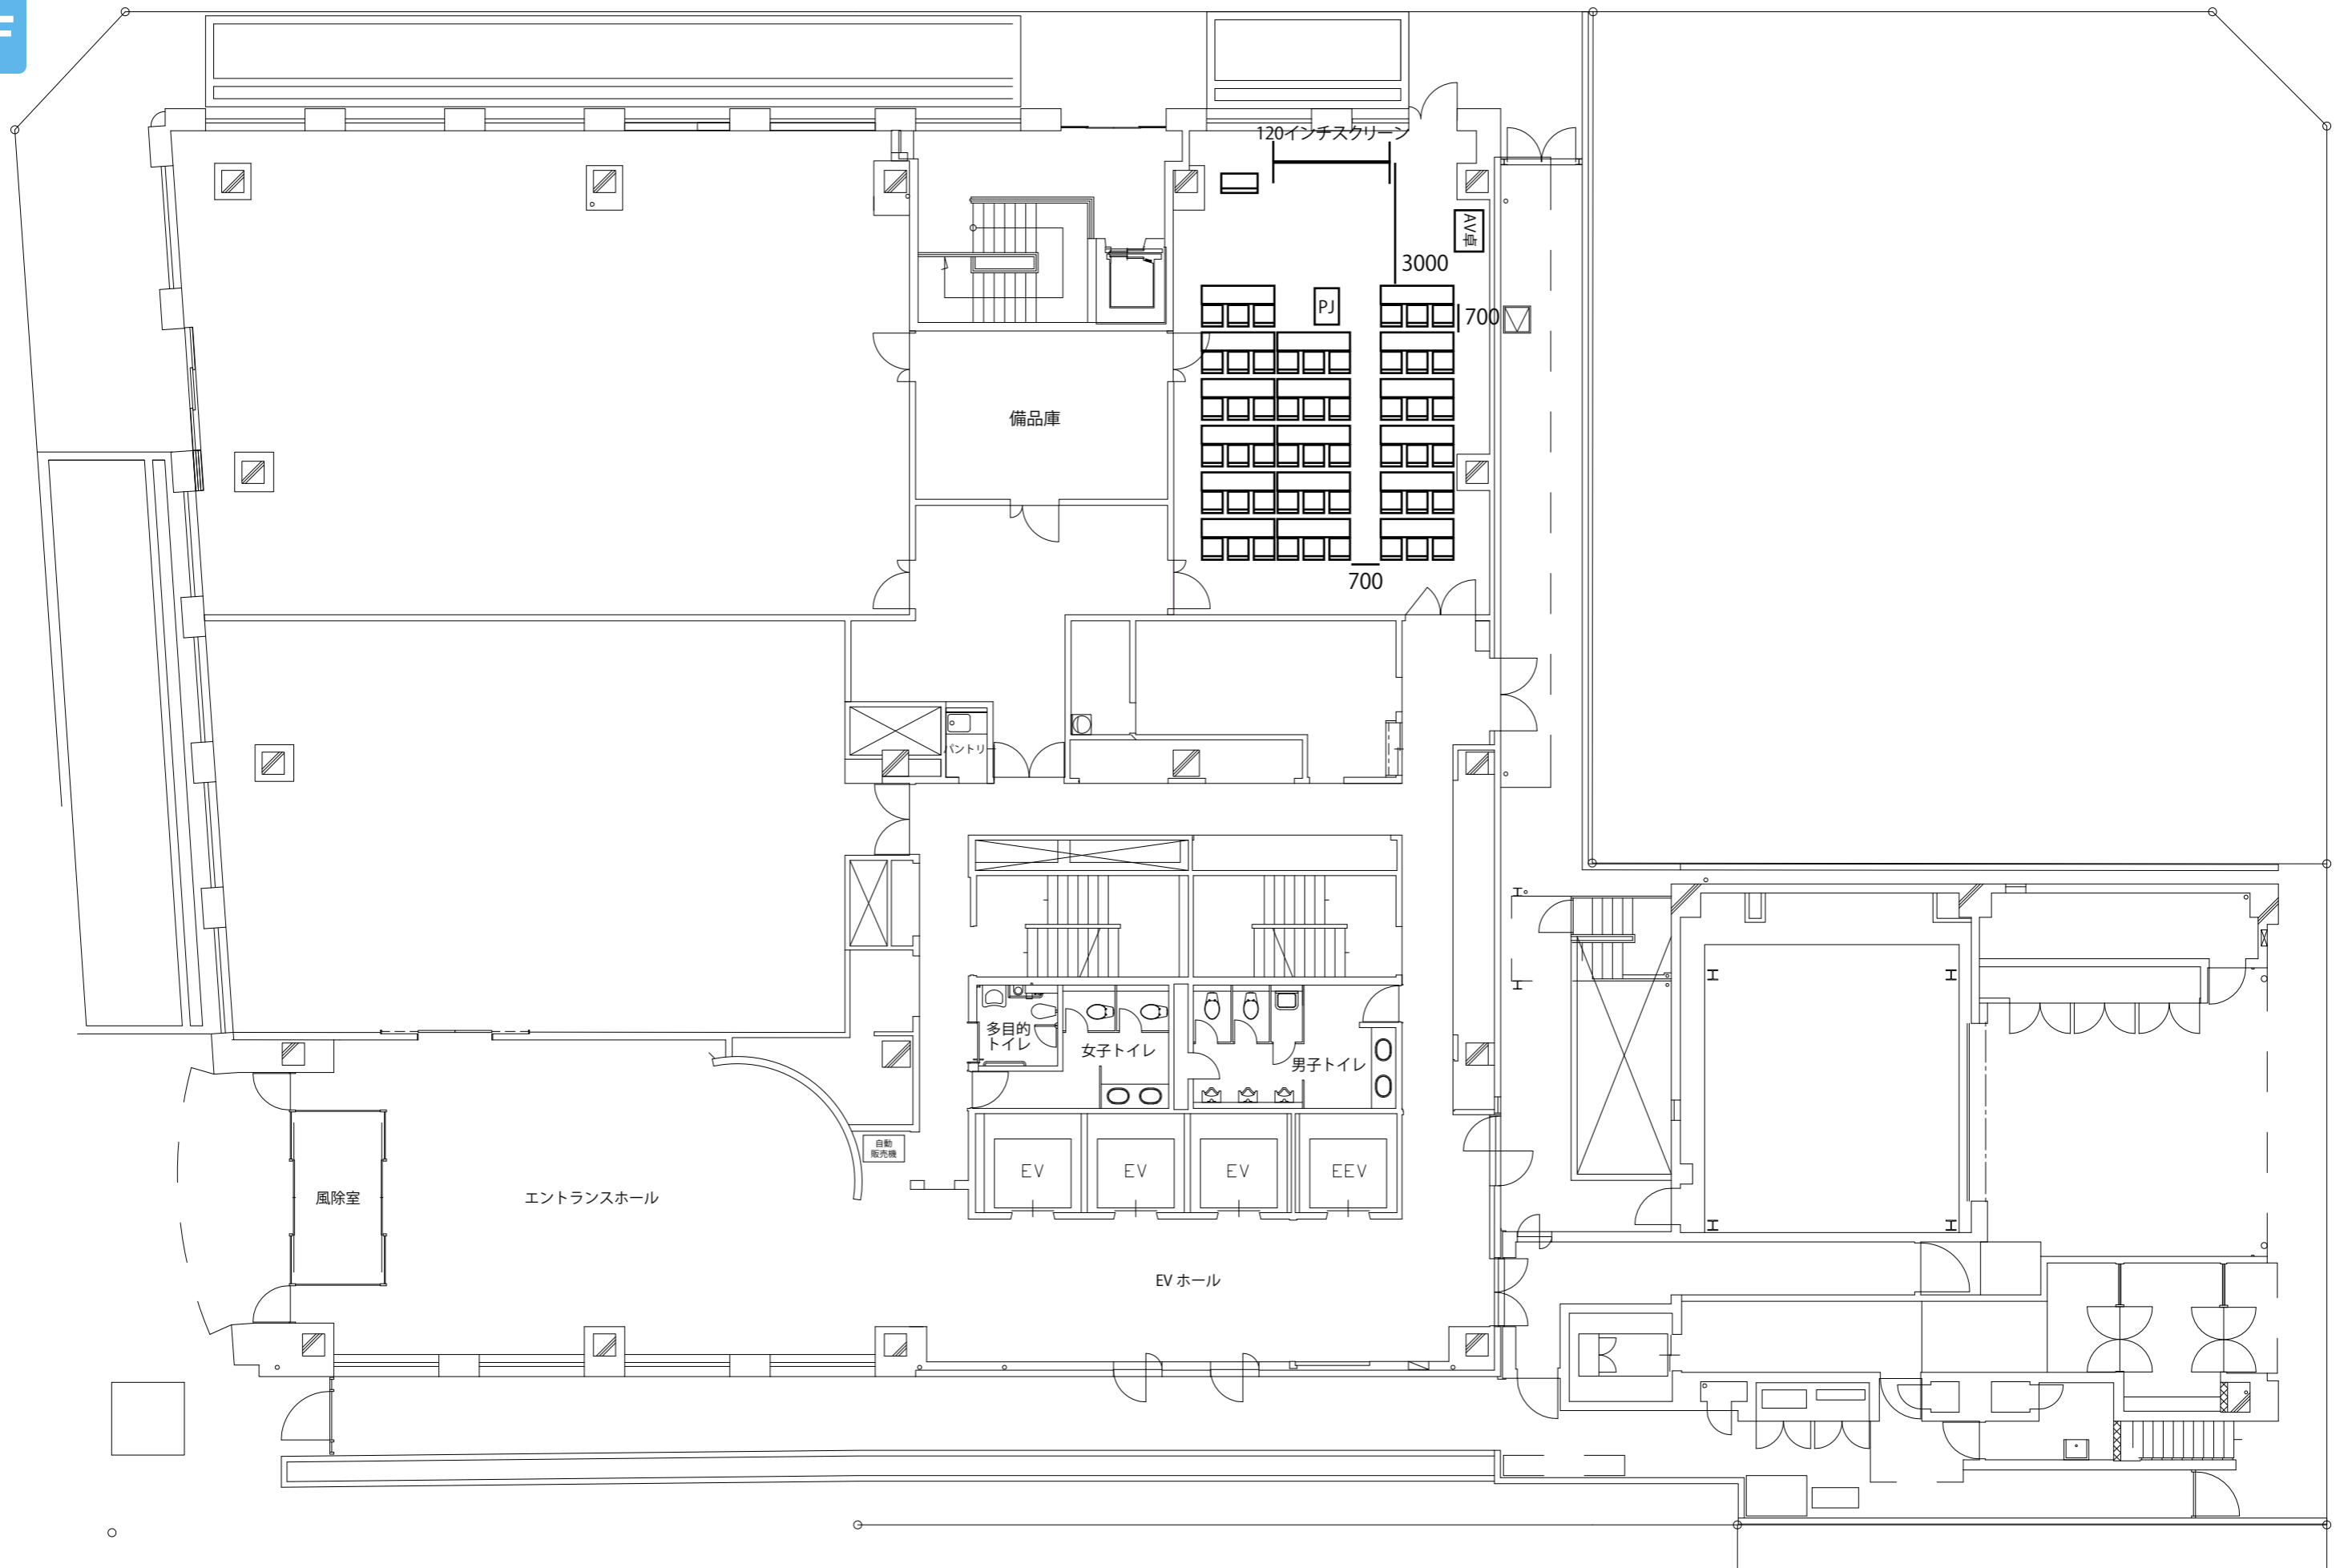 120インチスクリーン
AV卓
3000
PJ
700
備品庫
700
パントリー
多目的
トイレ
女子トイレ
男子トイレ
自動
販売機
EV
EV
EV
EEV
風除室
エントランスホール
EV ホール